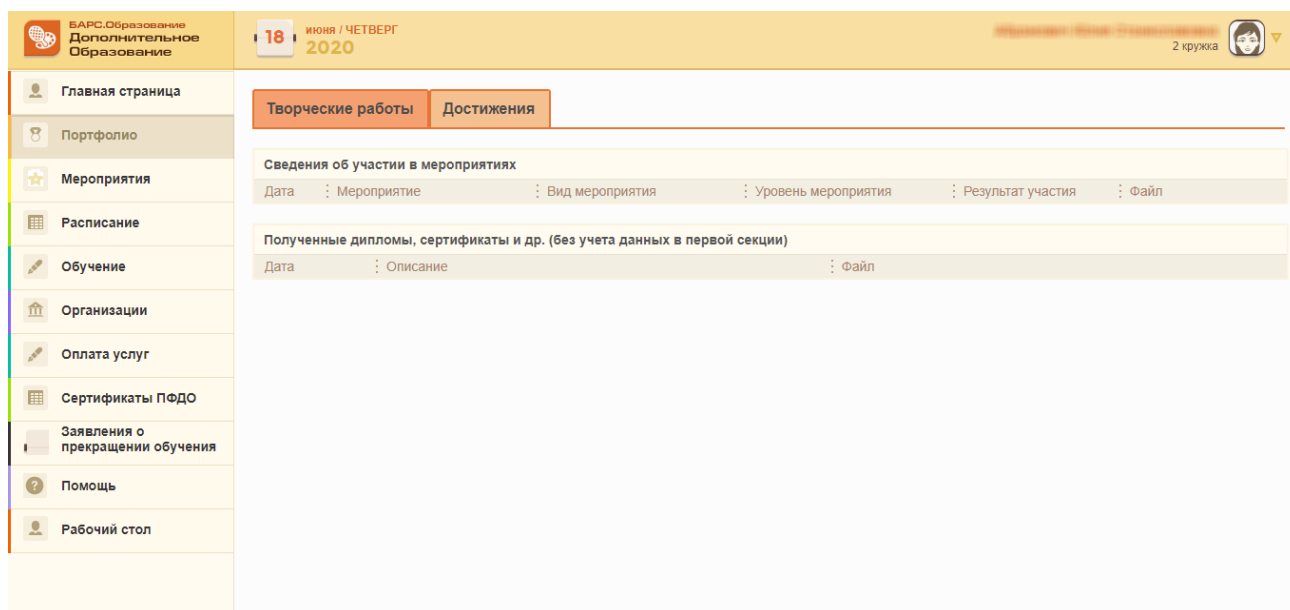 БАРС.Образование
Дополнительное
Образование
18
июня / ЧЕТВЕРГ
2020
2 кружка
Главная страница
Портфолио
Мероприятия
Расписание
Обучение
Организации
Оплата услуг
Сертификаты ПФДО
Заявления о
прекращении обучения
Помощь
Рабочий стол
Творческие работы
Достижения
Сведения об участии в мероприятиях
Дата Мероприятие Вид мероприятия Уровень мероприятия Результат участия Файл
Полученные дипломы, сертификаты и др. (без учета данных в первой секции)
Дата Описание Файл